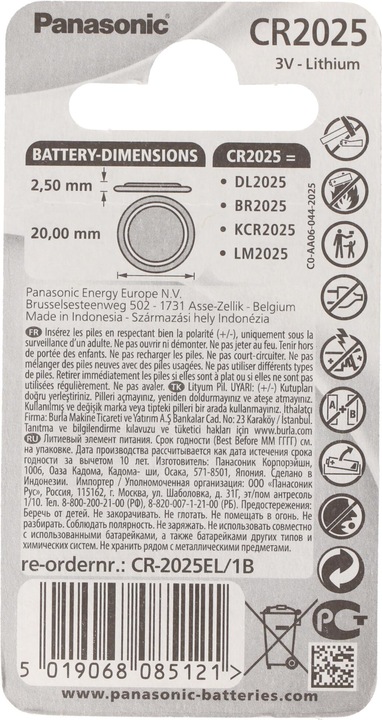 Panasonic
CR2025
3V - Lithium
BATTERY-DIMENSIONS
2,50 mm
20,00 mm
CR2025 =
• DL2025
• BR2025
• KCR2025
• LM2025
C0-AA06-044-2025
Panasonic Energy Europe N.V.
Brusselsesteenweg 502 - 1731 Asse-Zellik - Belgium
Made in Indonesia - Származási hely Indonézia
FR Insérez les piles en respectant bien la polarité (+/-), uniquement sous la
surveillance d'un adulte. Ne pas ouvrir ni démonter. Ne pas jeter au feu. Tenir hors
de portée des enfants. Ne pas recharger les piles. Ne pas court-circuiter. Ne pas
mélanger des piles neuves avec des piles usagées. Ne pas utiliser différents types
de piles. Retirer immédiatement les piles si elles sont à plat ou si elles ne sont pas utilisées
régulièrement. Ne pas avaler. TK Lityum Pil. UYARI: (+/-) Kutupları
doğru yerleştiriniz. Pilleri açmayınız, yeniden doldurmayınız ve ateşe atmayınız.
Kullanılmış ve değişik marka veya tipteki pilleri bir arada kullanmayınız. İthalatçı
Firma: Burla Makine Ticareti ve Yatırım A.Ş Bankalar Cad. No: 23 Karaköy / İstanbul.
Tanıtma ve bilgilendirme kılavuzu ve tüketici hakları için www.burla.com
RU Литиевый элемент питания. Срок годности (Best Before ММ ГГГГ) см.
на упаковке. Дата производства рассчитывается как дата истечения срока
годности за вычетом 10 лет. Изготовитель: Панасоник Корпорэйшн,
1006, Оаза Кадома, Кадома- ши, Осака, 571-8501, Япония. Сделано в
Индонезии. Импортер / Уполномоченная организация: ООО «Панасоник
Рус», Россия, 115162, г. Москва, ул. Шаболовка, д. 31Г, эт/пом антресоль
1/10. Тел. 8-800-200-21-00 (РФ), 8-820-007-1-21-00 (РБ). Предостережения:
Беречь от детей. Не закорачивать. Не глотать. Не помещать в огонь. Не
разбирать. Соблюдать полярность. Не заряжать. Не использовать совместно
с использованными батарейками, а также батарейки других типов и
химических систем. Не хранить рядом с металлическими предметами.
A
B
re-ordernr.: CR-2025EL/1B
5 019068 085121 >
www.panasonic-batteries.com